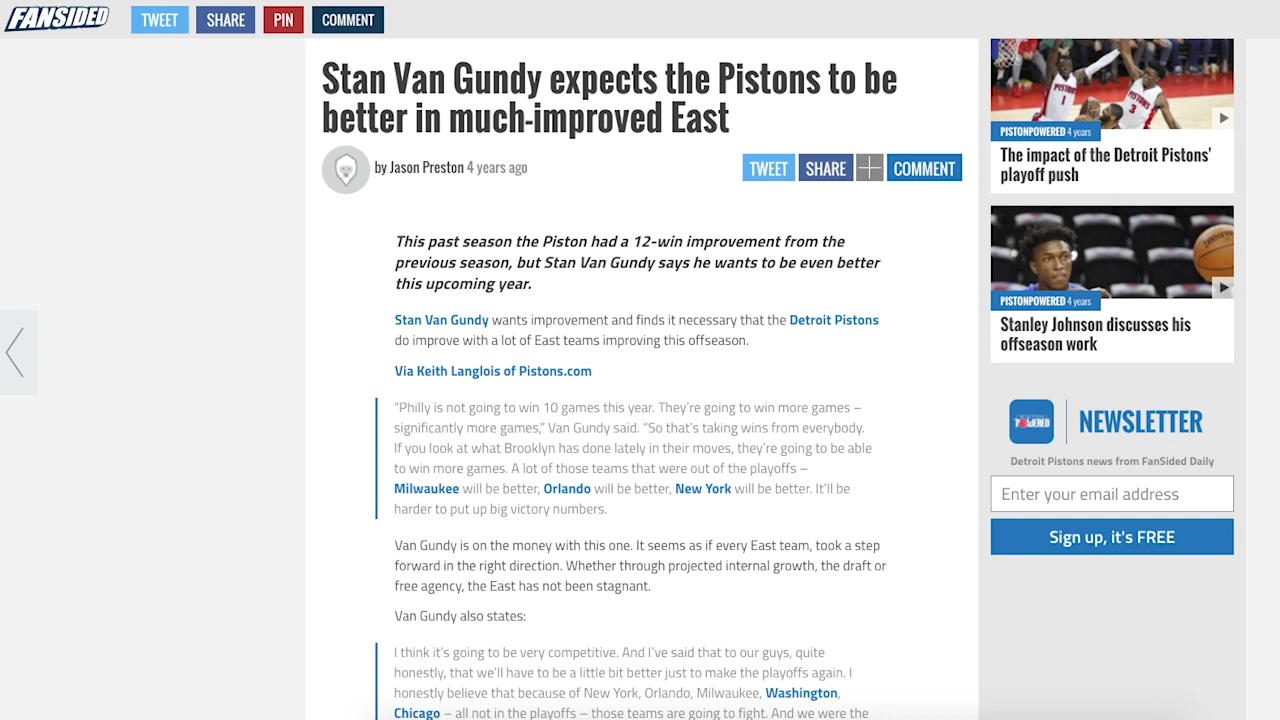 FANSIDED
TWEET
SHARE
PIN
COMMENT
Stan Van Gundy expects the Pistons to be
better in much-improved East
by Jason Preston 4 years ago
TWEET
SHARE
COMMENT
This past season the Piston had a 12-win improvement from the
previous season, but Stan Van Gundy says he wants to be even better
this upcoming year.
Stan Van Gundy wants improvement and finds it necessary that the Detroit Pistons
do improve with a lot of East teams improving this offseason.
Via Keith Langlois of Pistons.com
“Philly is not going to win 10 games this year. They’re going to win more games –
significantly more games,” Van Gundy said. “So that’s taking wins from everybody.
If you look at what Brooklyn has done lately in their moves, they’re going to be able
to win more games. A lot of those teams that were out of the playoffs –
Milwaukee will be better, Orlando will be better, New York will be better. It’ll be
harder to put up big victory numbers.
Van Gundy is on the money with this one. It seems as if every East team, took a step
forward in the right direction. Whether through projected internal growth, the draft or
free agency, the East has not been stagnant.
Van Gundy also states:
I think it’s going to be very competitive. And I’ve said that to our guys, quite
honestly, that we’ll have to be a little bit better just to make the playoffs again. I
honestly believe that because of New York, Orlando, Milwaukee, Washington,
Chicago – all not in the playoffs – those teams are going to fight. And we were the
PISTONS
1
PISTONS
3
PISTONPOWERED 4 years
The impact of the Detroit Pistons'
playoff push
PISTONPOWERED 4 years
Stanley Johnson discusses his
offseason work
POWERED
NEWSLETTER
Detroit Pistons news from FanSided Daily
Enter your email address
Sign up, it's FREE